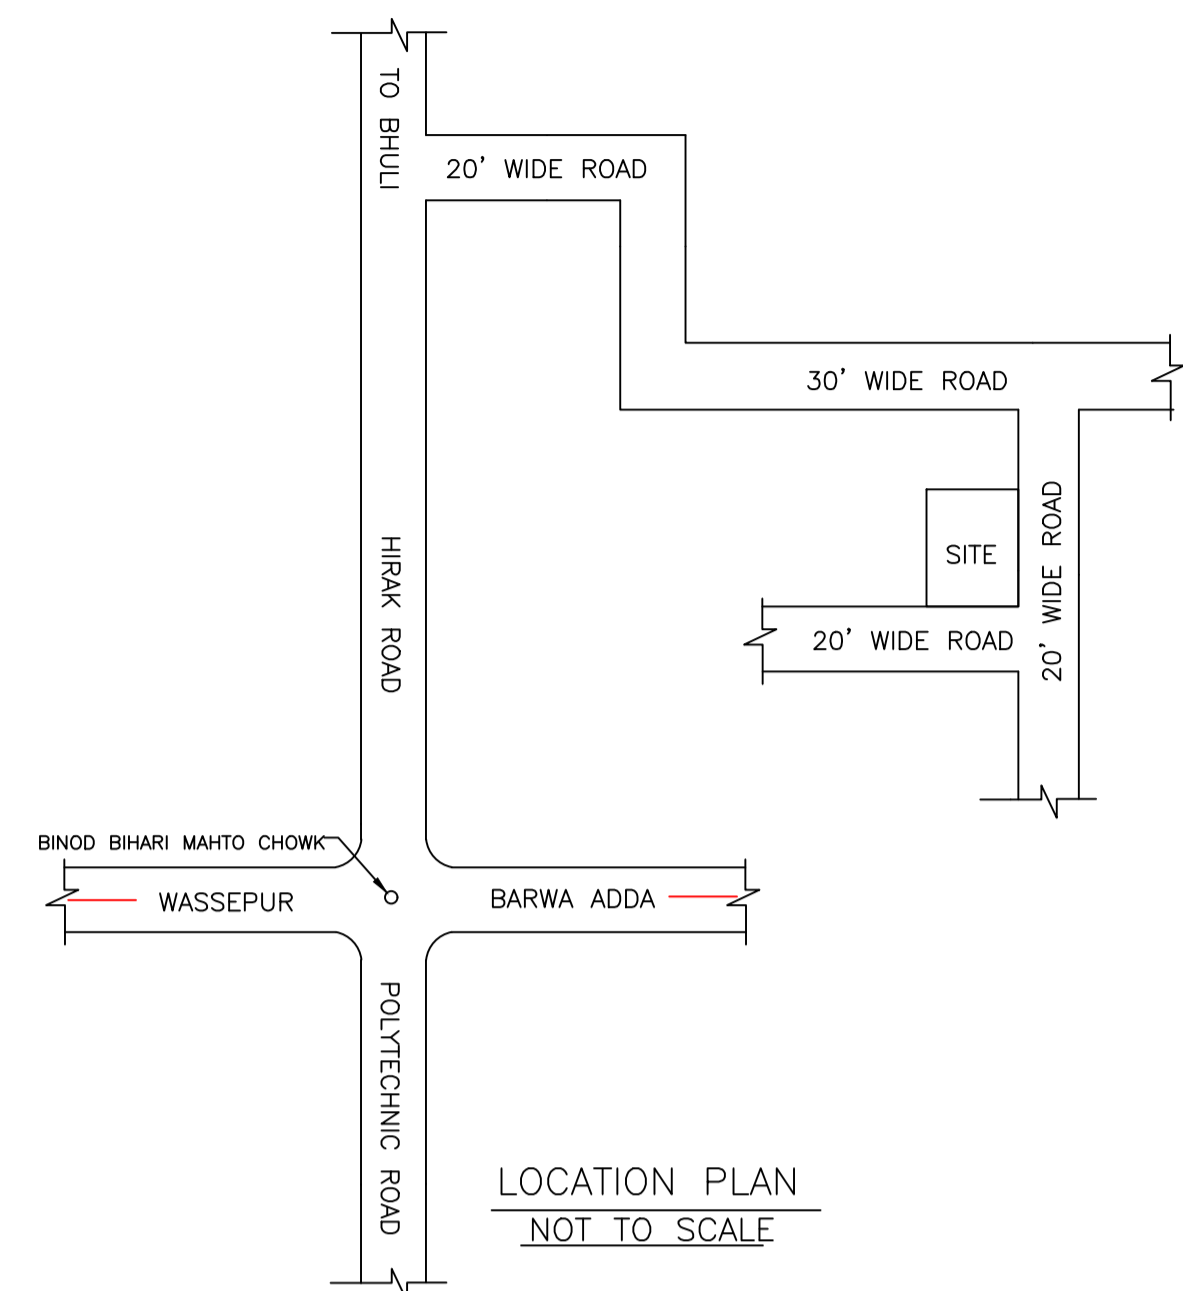 TO BHULI
20' WIDE ROAD
30' WIDE ROAD
SITE
20' WIDE ROAD
20' WIDE ROAD
HIRAK ROAD
BINOD BIHARI MAHTO CHOWK
WASSEPUR
BARWA ADDA
POLYTECHNIC ROAD
LOCATION PLAN
NOT TO SCALE